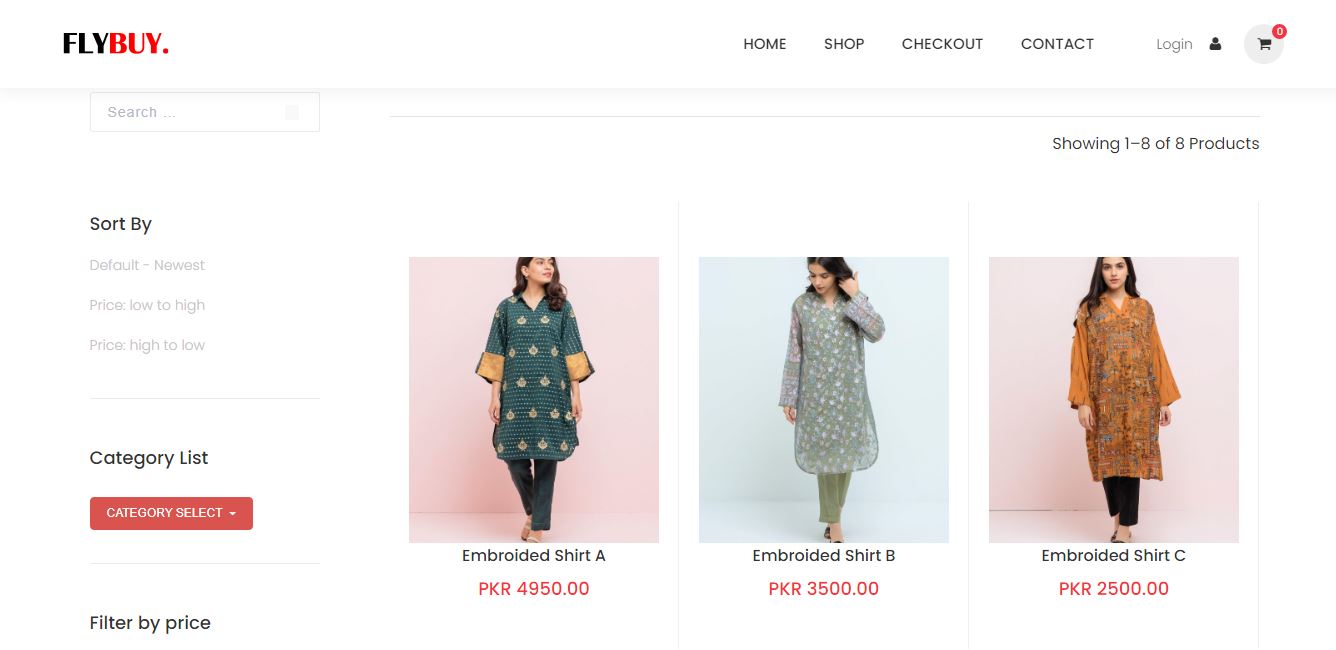 FLYBUY.
HOME SHOP CHECKOUT CONTACT Login 0
Search ...
Showing 1–8 of 8 Products
Sort By
Default - Newest
Price: low to high
Price: high to low
Category List
CATEGORY SELECT
Filter by price
Embroided Shirt A
PKR 4950.00
Embroided Shirt B
PKR 3500.00
Embroided Shirt C
PKR 2500.00